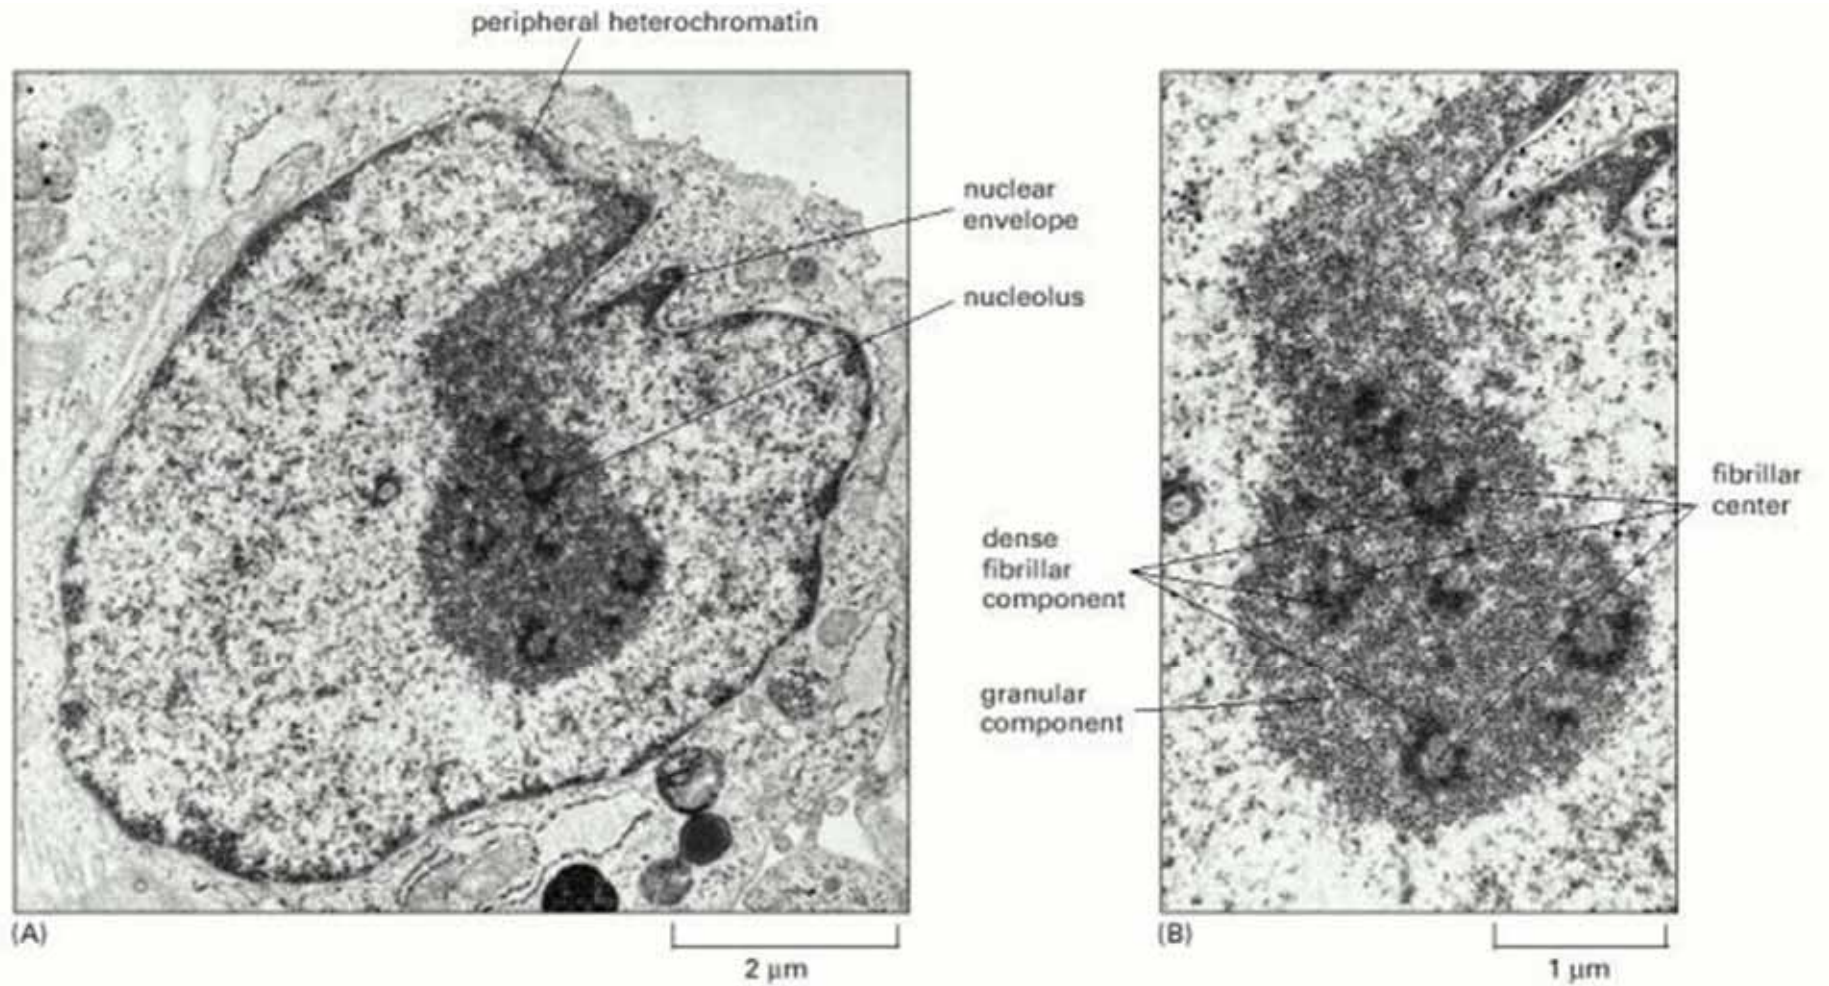 peripheral heterochromatin
nuclear
envelope
nucleolus
fibrillar
center
dense
fibrillar
component
granular
component
(A)
2 µm
(B)
1 µm